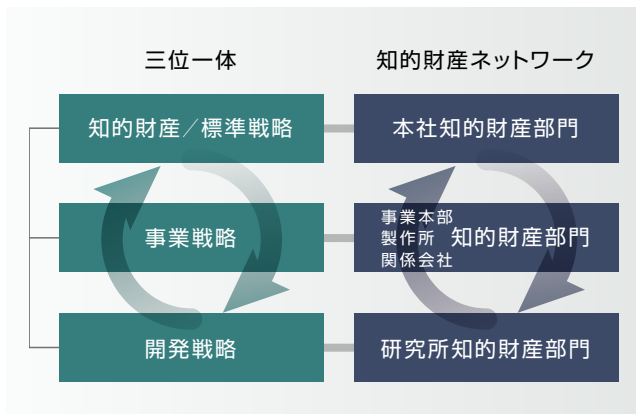 三位一体
知的財産ネットワーク
知的財産／標準戦略
本社知的財産部門
事業戦略
事業本部
製作所
関係会社
知的財産部門
開発戦略
研究所知的財産部門